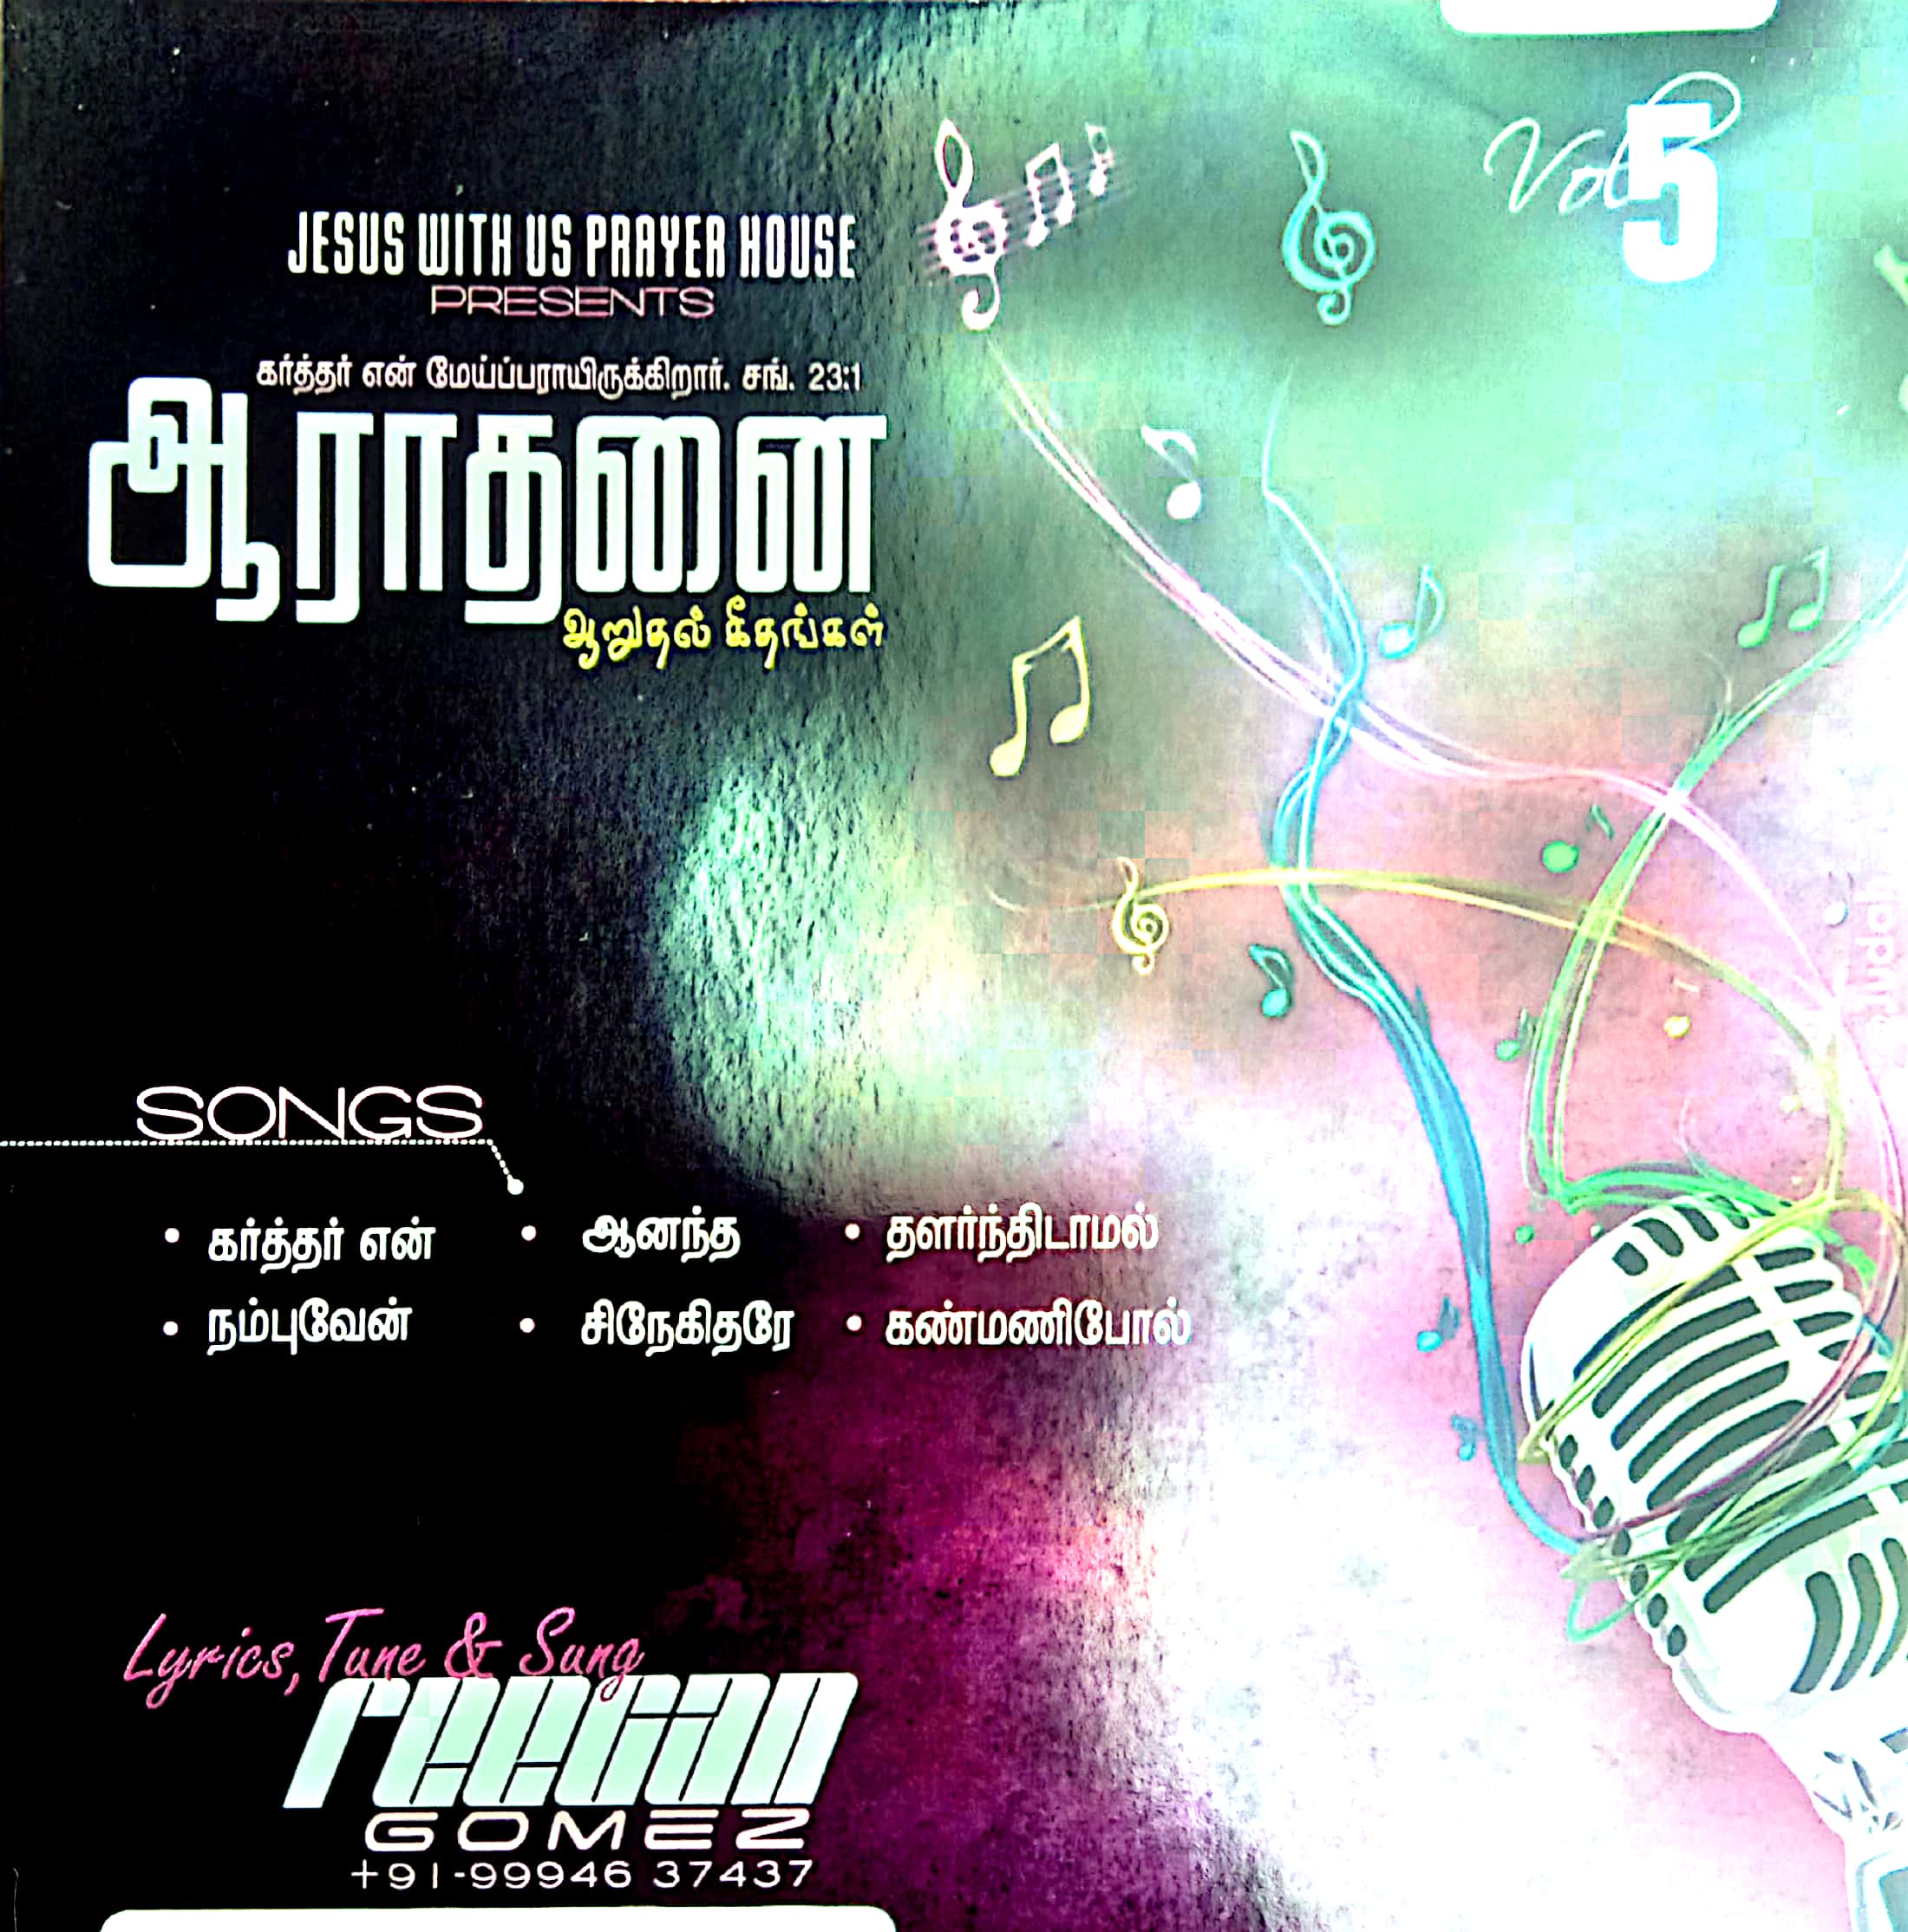 Vol 5
JESUS WITH US PRAYER HOUSE
PRESENTS
கர்த்தர் என் மேய்ப்பராயிருக்கிறார். சங். 23:1
ஆராதனை
ஆறுதல் கீதங்கள்
SONGS
• கர்த்தர் என் • ஆனந்த • தளர்ந்திடாமல்
• நம்புவேன் • சிநேகிதரே • கண்மணிபோல்
Lyrics, Tune & Sung
reegan
GOMEZ
+91-99946 37437